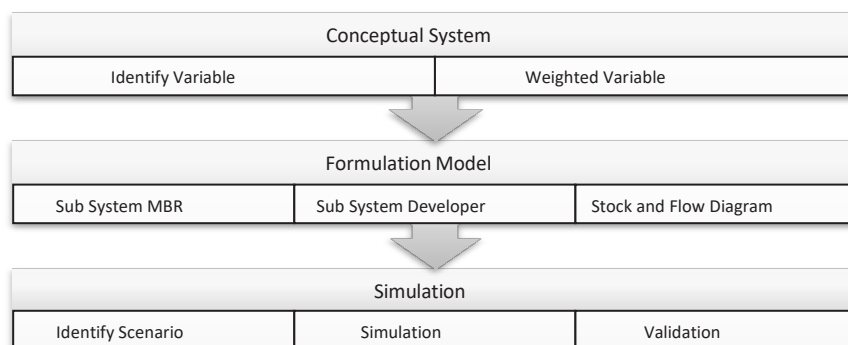 Conceptual System
Identify Variable Weighted Variable
Formulation Model
Sub System MBR Sub System Developer Stock and Flow Diagram
Simulation
Identify Scenario Simulation Validation